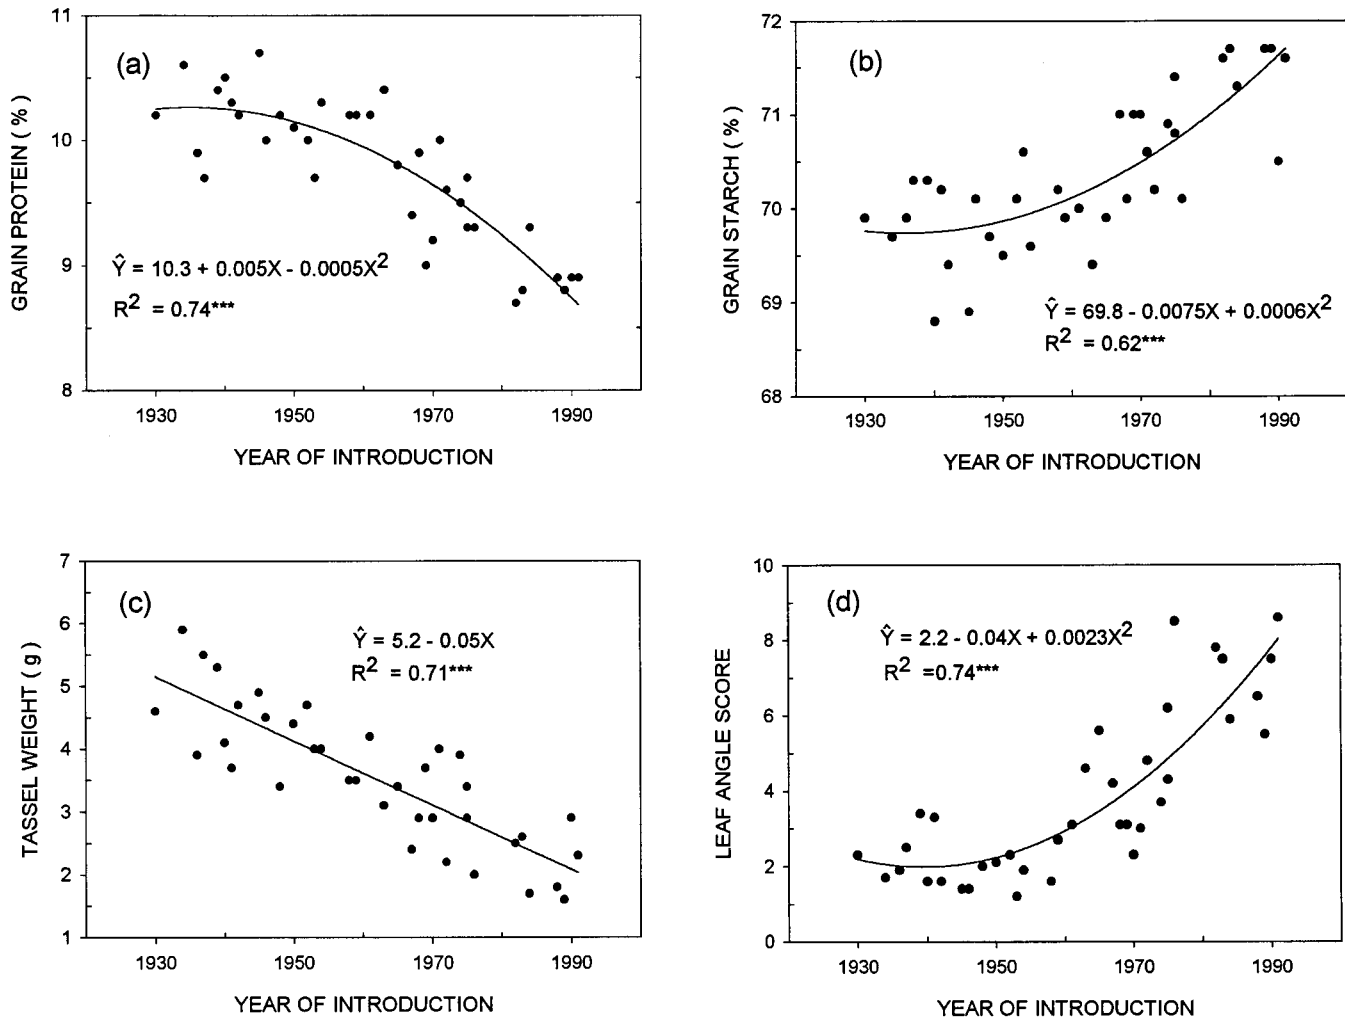 (a)
GRAIN PROTEIN ( % )
11
10
9
8
Ŷ = 10.3 + 0.005X - 0.0005X²
R² = 0.74***
1930 1950 1970 1990
YEAR OF INTRODUCTION
(b)
GRAIN STARCH ( % )
72
71
70
69
68
Ŷ = 69.8 - 0.0075X + 0.0006X²
R² = 0.62***
1930 1950 1970 1990
YEAR OF INTRODUCTION
(c)
TASSEL WEIGHT ( g )
7
6
5
4
3
2
1
Ŷ = 5.2 - 0.05X
R² = 0.71***
1930 1950 1970 1990
YEAR OF INTRODUCTION
(d)
LEAF ANGLE SCORE
10
8
6
4
2
0
Ŷ = 2.2 - 0.04X + 0.0023X²
R² =0.74***
1930 1950 1970 1990
YEAR OF INTRODUCTION